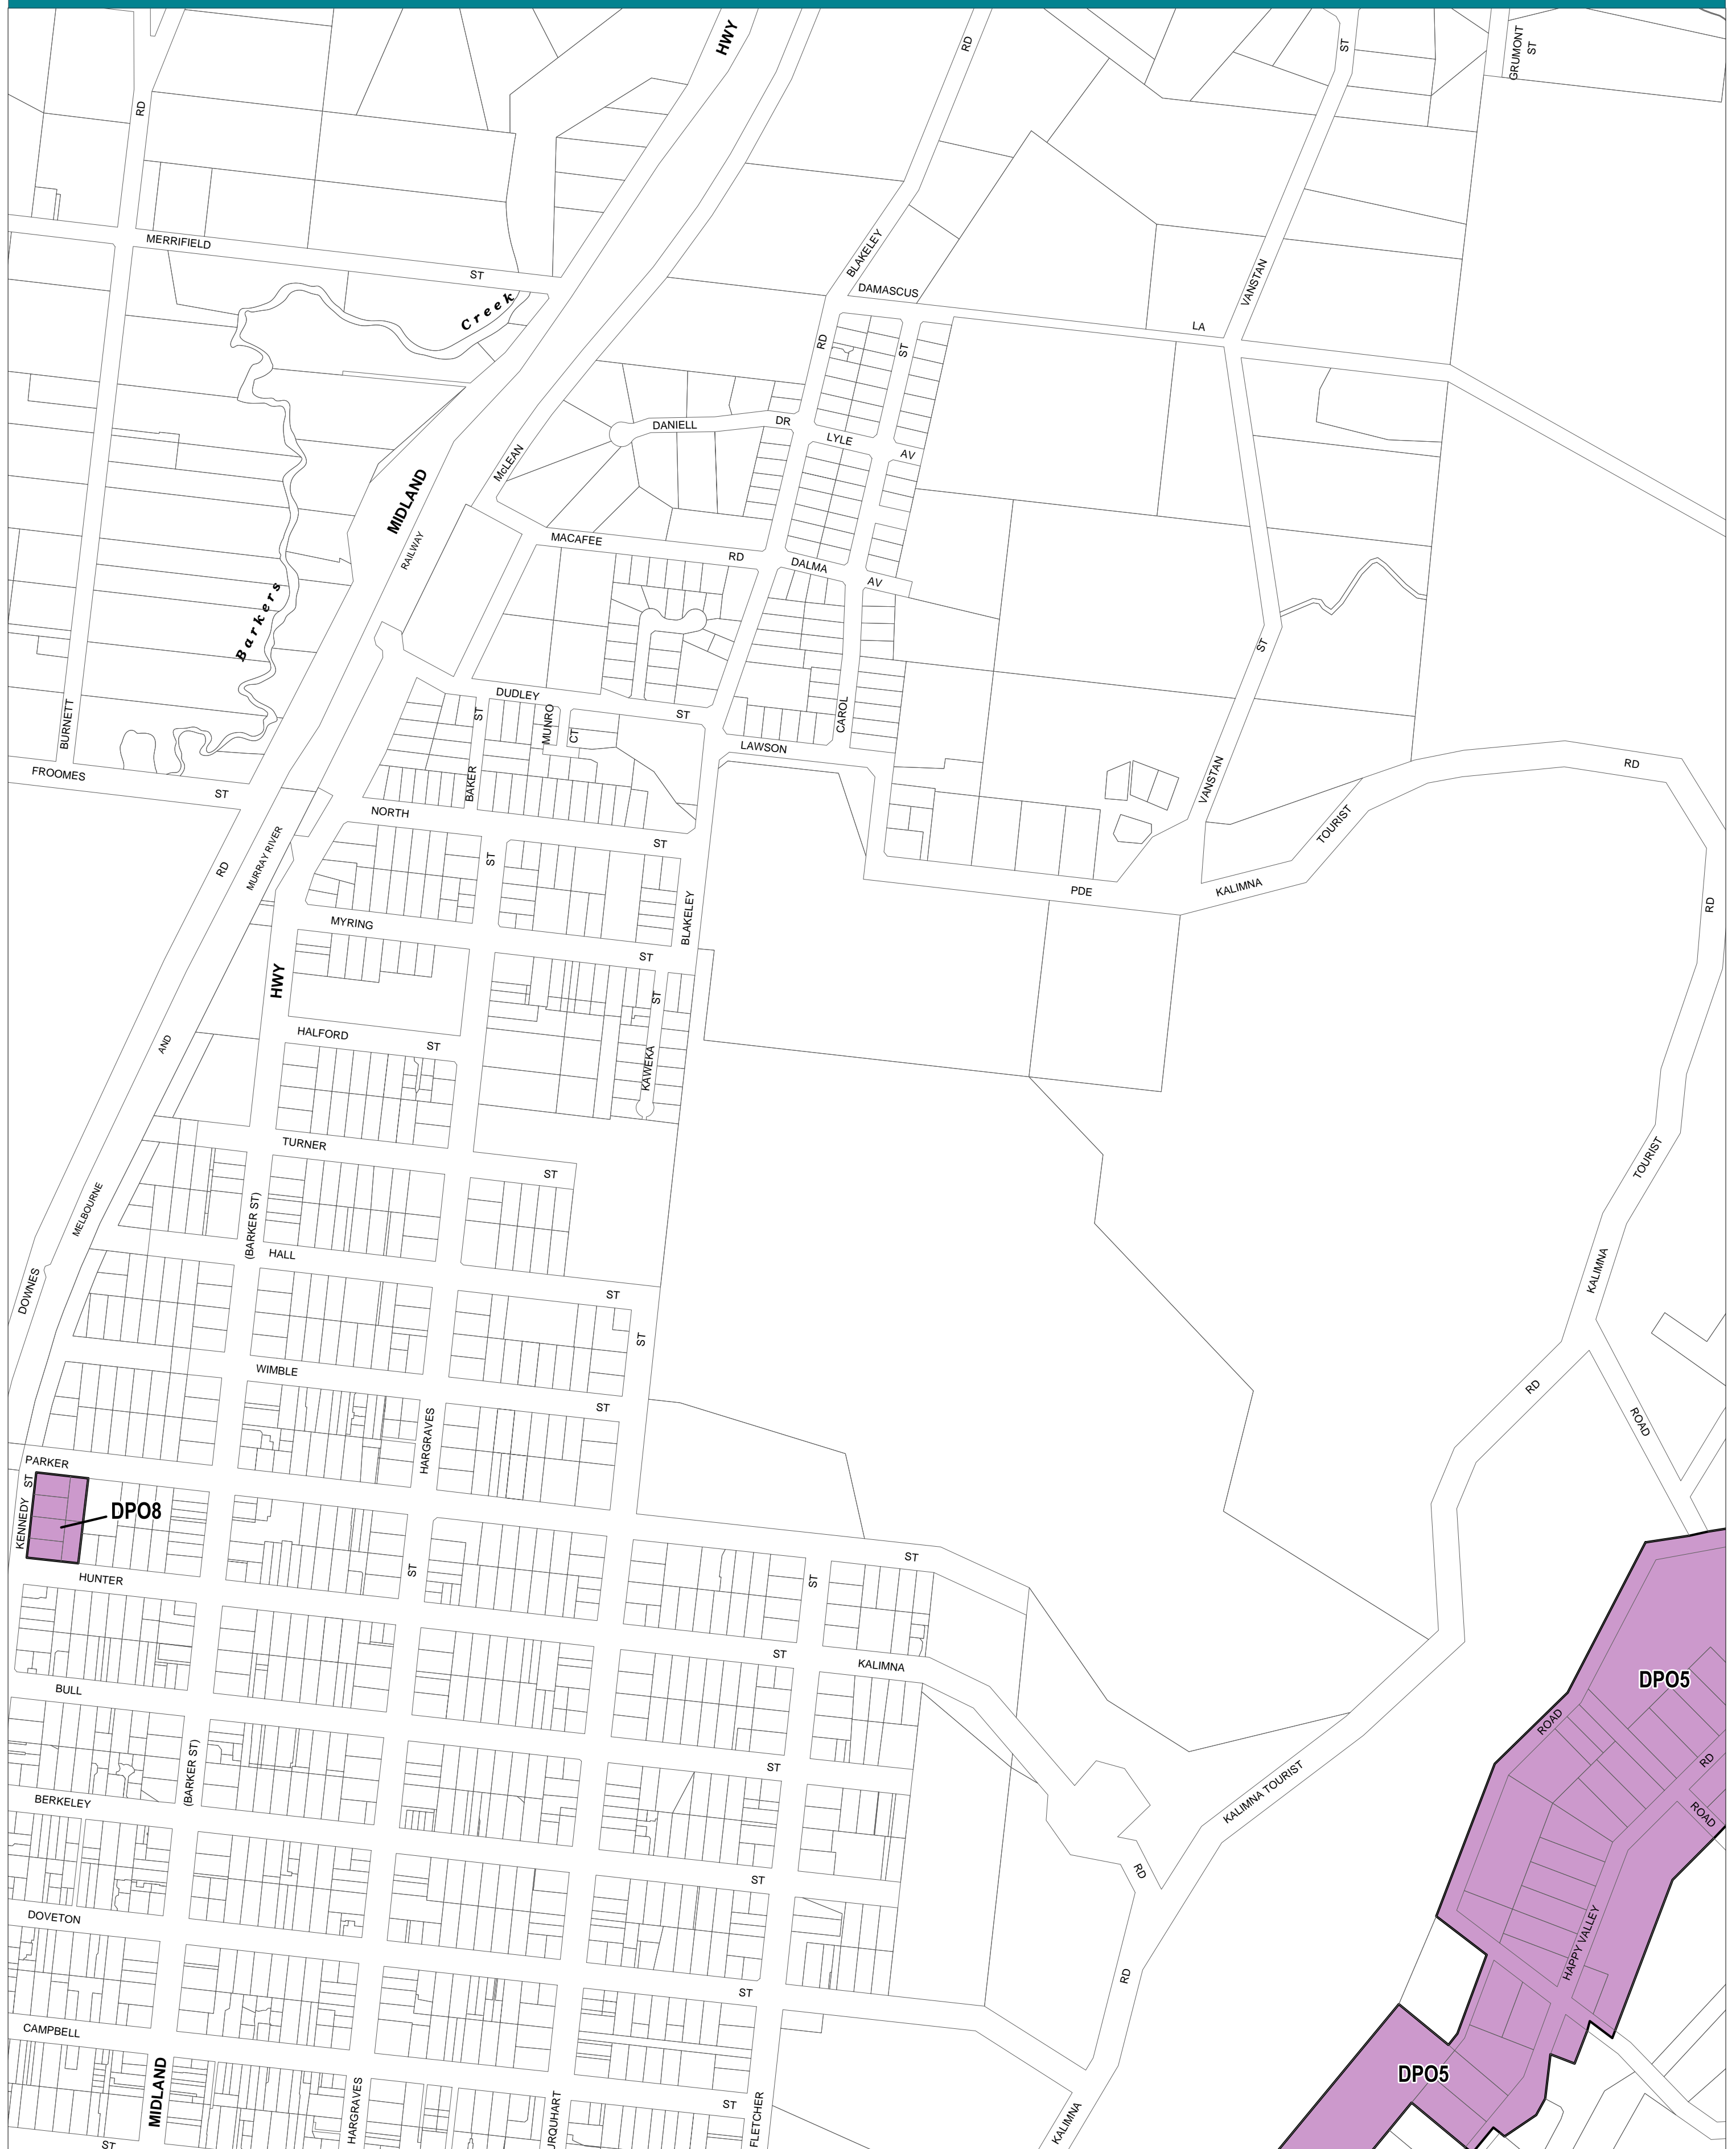 HWY
RD
ST
GRUMONT
ST
RD
MERRIFIELD
ST
Creek
BLAKELEY
DAMASCUS
VANSTAN
LA
RD
ST
DANIELL
DR
LYLE
AV
McLEAN
MIDLAND
RAILWAY
MACAFEE
RD
DALMA
AV
Barkers
ST
DUDLEY
ST
MUNRO
CT
ST
CAROL
BURNETT
LAWSON
FROOMES
ST
BAKER
NORTH
ST
VANSTAN
RD
TOURIST
RD
MURRAY RIVER
ST
PDE
KALIMNA
RD
MYRING
BLAKELEY
ST
HWY
ST
HALFORD
ST
AND
KAWEKA
TURNER
ST
TOURIST
MELBOURNE
(BARKER ST)
HALL
DOWNES
ST
KALIMNA
ST
WIMBLE
ST
RD
ROAD
HARGRAVES
PARKER
ST
KENNEDY
DPO8
HUNTER
ST
ST
ST
ST
KALIMNA
BULL
DPO5
ROAD
RD
(BARKER ST)
ST
KALIMNA TOURIST
BERKELEY
ROAD
ST
RD
DOVETON
HAPPY VALLEY
RD
ST
CAMPBELL
DPO5
MIDLAND
HARGRAVES
URQUHART
ST
FLETCHER
KALIMNA
ST